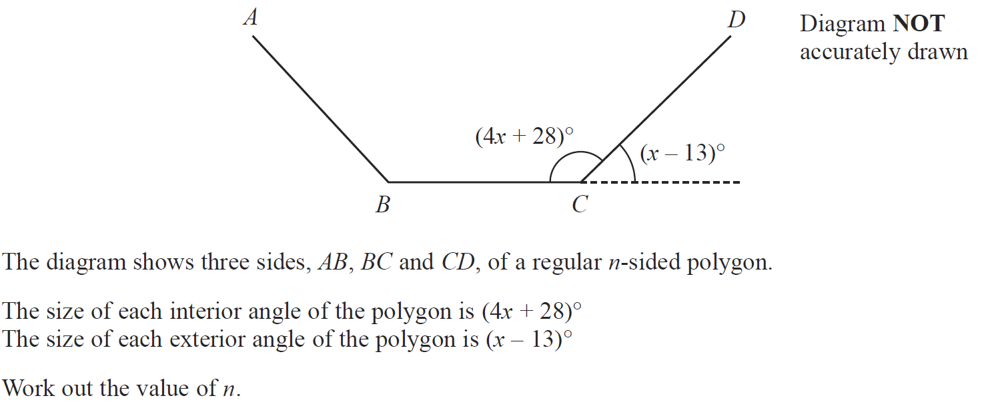 A
D
Diagram NOT
accurately drawn
(4x + 28)°
(x – 13)°
B
C
The diagram shows three sides, AB, BC and CD, of a regular n-sided polygon.
The size of each interior angle of the polygon is (4x + 28)°
The size of each exterior angle of the polygon is (x – 13)°
Work out the value of n.